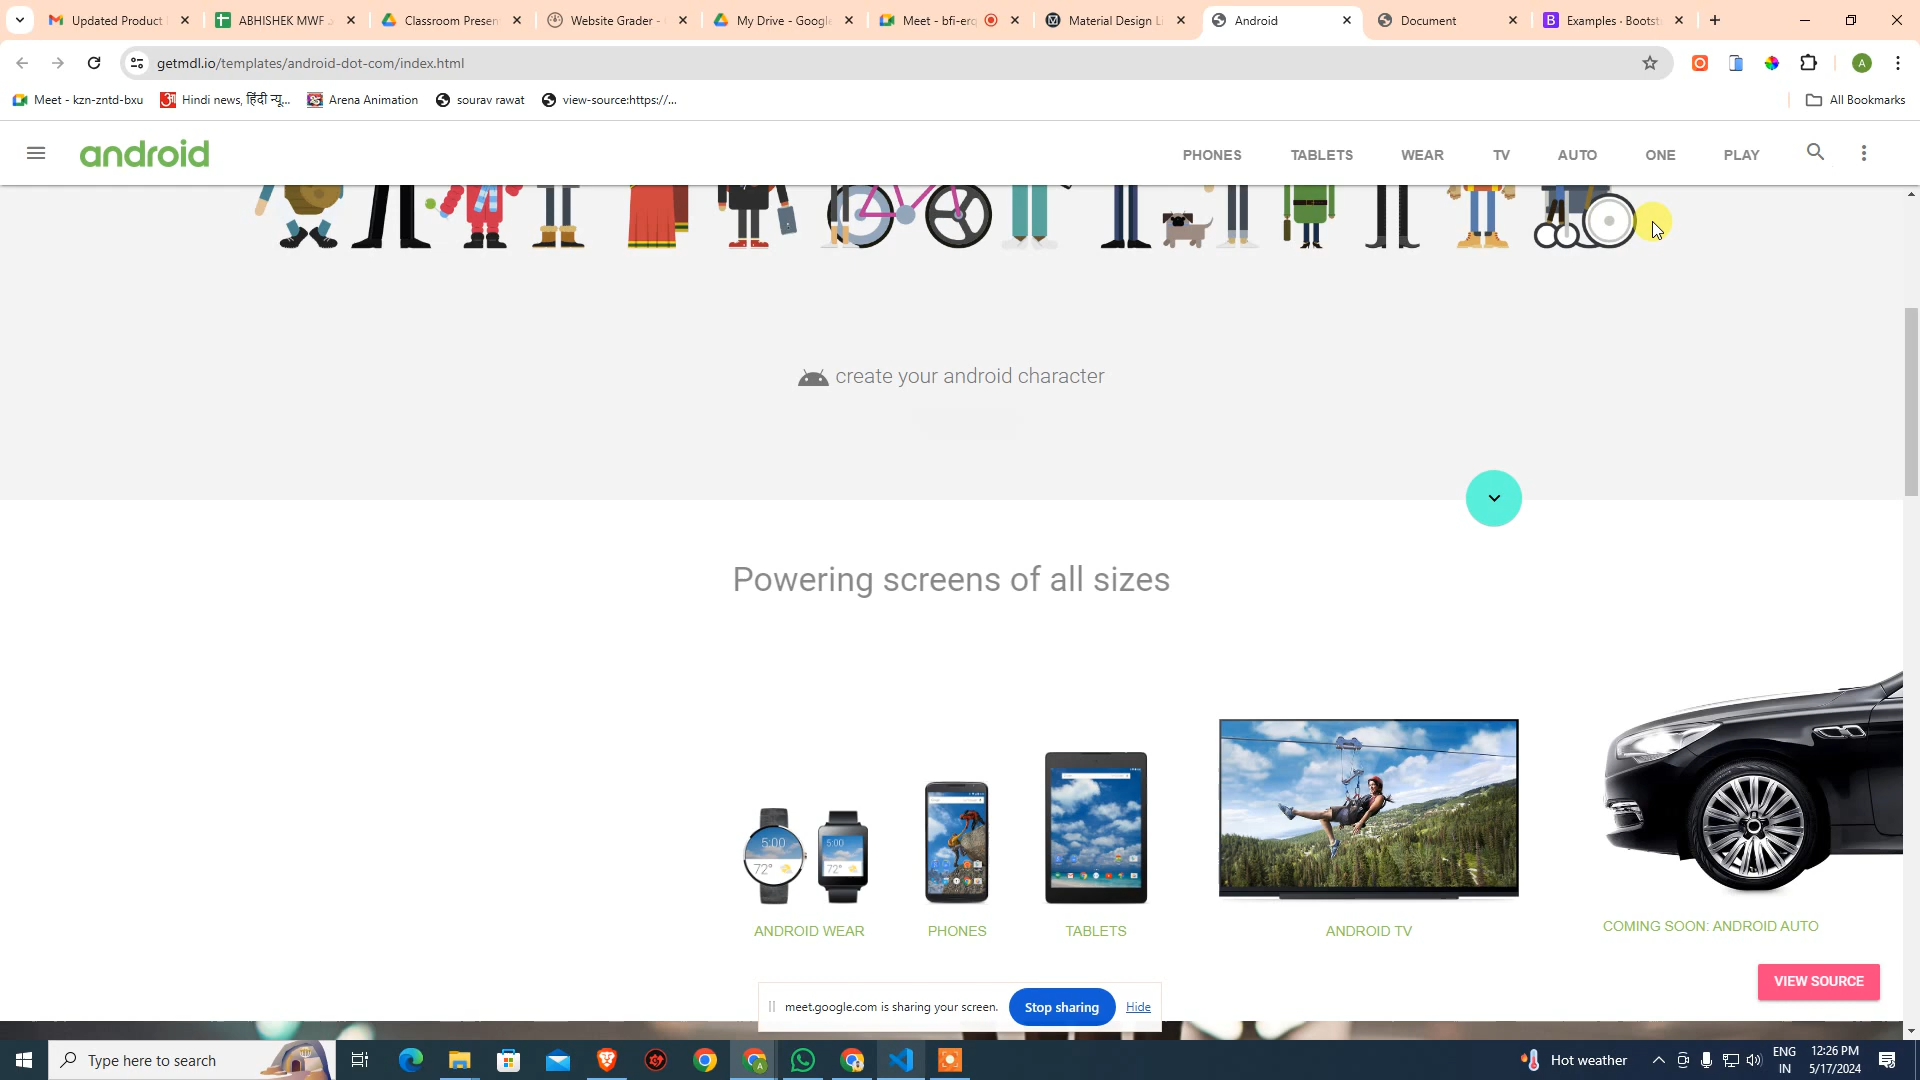 Updated Product
ABHISHEK MWF
Classroom Presen
Website Grader -
My Drive - Google
Meet - bfi-erq
Material Design Li
Android
Document
Examples · Bootst
getmdl.io/templates/android-dot-com/index.html
A
Meet - kzn-zntd-bxu
Hindi news, हिंदी न्यू...
Arena Animation
sourav rawat
view-source:https://...
All Bookmarks
android
PHONES
TABLETS
WEAR
TV
AUTO
ONE
PLAY
create your android character
Powering screens of all sizes
5:00
72°
5:00
72°
ANDROID WEAR
PHONES
TABLETS
ANDROID TV
COMING SOON: ANDROID AUTO
VIEW SOURCE
meet.google.com is sharing your screen.
Stop sharing
Hide
Type here to search
Hot weather
ENG
IN
12:26 PM
5/17/2024